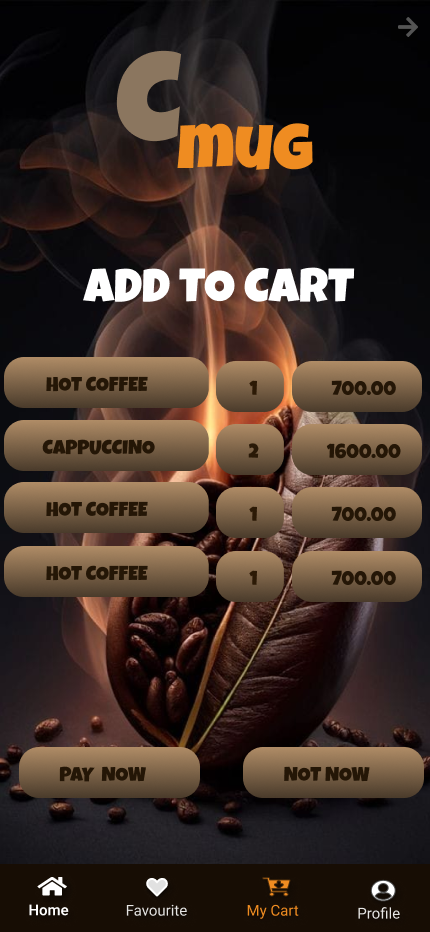 C
mug
ADD TO CART
HOT COFFEE 1 700.00
CAPPUCCINO 2 1600.00
HOT COFFEE 1 700.00
HOT COFFEE 1 700.00
PAY NOW NOT NOW
Home Favourite My Cart Profile